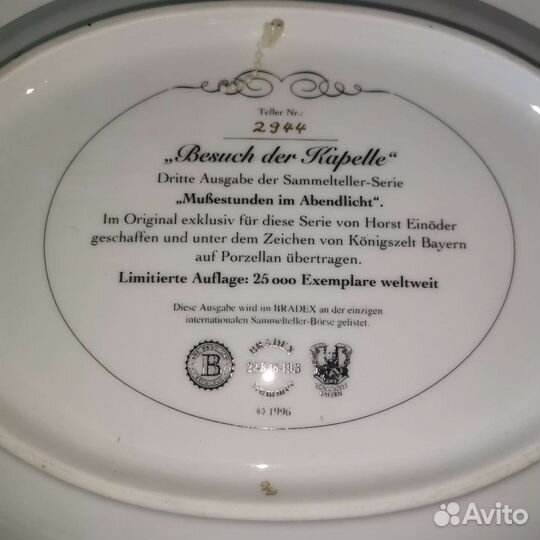 Teller Nr.:
2944
„Besuch der Kapelle“
Dritte Ausgabe der Sammelteller-Serie
„Mußestunden im Abendlicht“.
Im Original exklusiv für diese Serie von Horst Einöder
geschaffen und unter dem Zeichen von Königszelt Bayern
auf Porzellan übertragen.
Limitierte Auflage: 25 000 Exemplare weltweit
Diese Ausgabe wird im BRADEX an der einzigen
internationalen Sammelteller-Börse gelistet.
B
BRADEX
BAYERN
© 1996
Avito